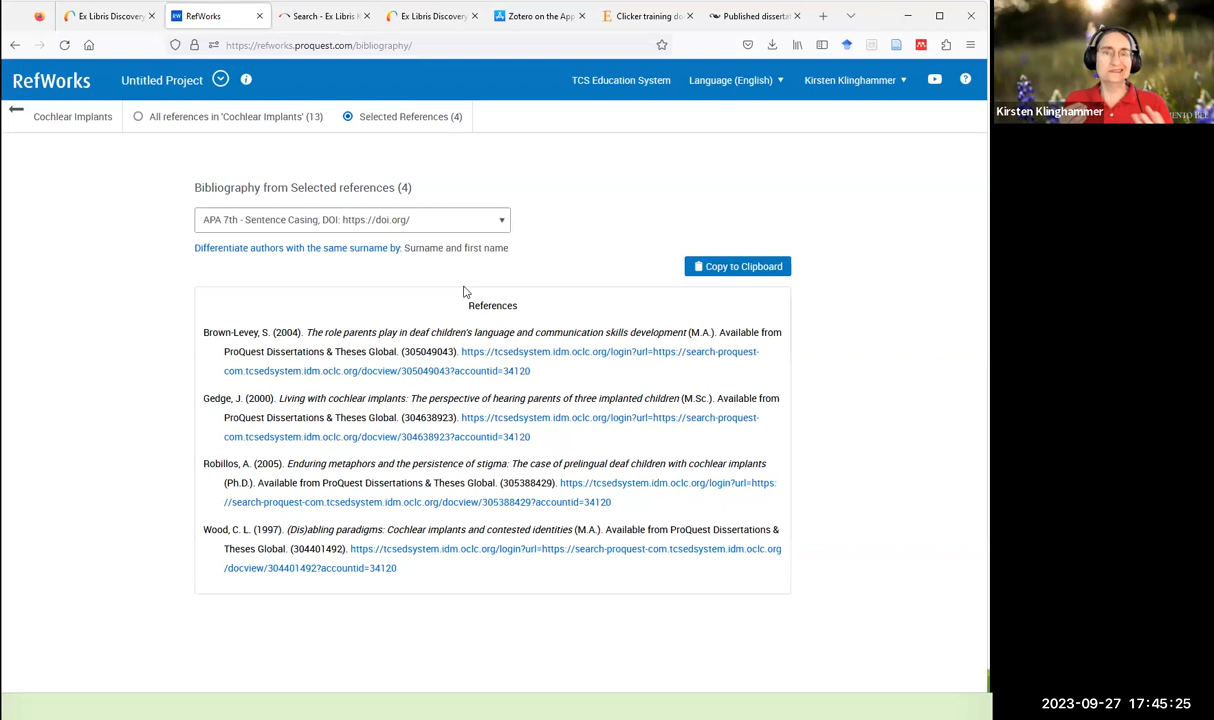 Ex Libris Discovery
RefWorks
Search - Ex Libris K
Ex Libris Discovery
Zotero on the App
Clicker training do
Published dissertat
https://refworks.proquest.com/bibliography/
RefWorks
Untitled Project
TCS Education System
Language (English)
Kirsten Klinghammer
Cochlear Implants
All references in 'Cochlear Implants' (13)
Selected References (4)
Kirsten Klinghammer
Bibliography from Selected references (4)
APA 7th - Sentence Casing, DOI: https://doi.org/
Differentiate authors with the same surname by: Surname and first name
Copy to Clipboard
References
Brown-Levey, S. (2004). The role parents play in deaf children's language and communication skills development (M.A.). Available from
ProQuest Dissertations & Theses Global. (305049043). https://tcsedsystem.idm.oclc.org/login?url=https://search-proquest-
com.tcsedsystem.idm.oclc.org/docview/305049043?accountid=34120
Gedge, J. (2000). Living with cochlear implants: The perspective of hearing parents of three implanted children (M.Sc.). Available from
ProQuest Dissertations & Theses Global. (304638923). https://tcsedsystem.idm.oclc.org/login?url=https://search-proquest-
com.tcsedsystem.idm.oclc.org/docview/304638923?accountid=34120
Robillos, A. (2005). Enduring metaphors and the persistence of stigma: The case of prelingual deaf children with cochlear implants
(Ph.D.). Available from ProQuest Dissertations & Theses Global. (305388429). https://tcsedsystem.idm.oclc.org/login?url=https:
//search-proquest-com.tcsedsystem.idm.oclc.org/docview/305388429?accountid=34120
Wood, C. L. (1997). (Dis)abling paradigms: Cochlear implants and contested identities (M.A.). Available from ProQuest Dissertations &
Theses Global. (304401492). https://tcsedsystem.idm.oclc.org/login?url=https://search-proquest-com.tcsedsystem.idm.oclc.org
/docview/304401492?accountid=34120
2023-09-27 17:45:25